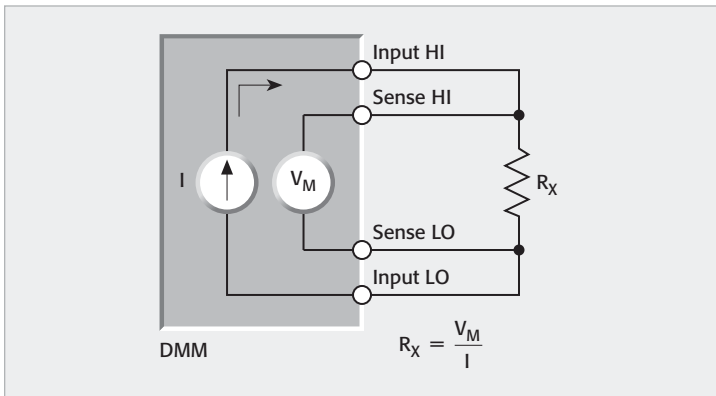 Input HI
Sense HI
I
V_M
R_X
Sense LO
Input LO
DMM
R_X = V_M / I